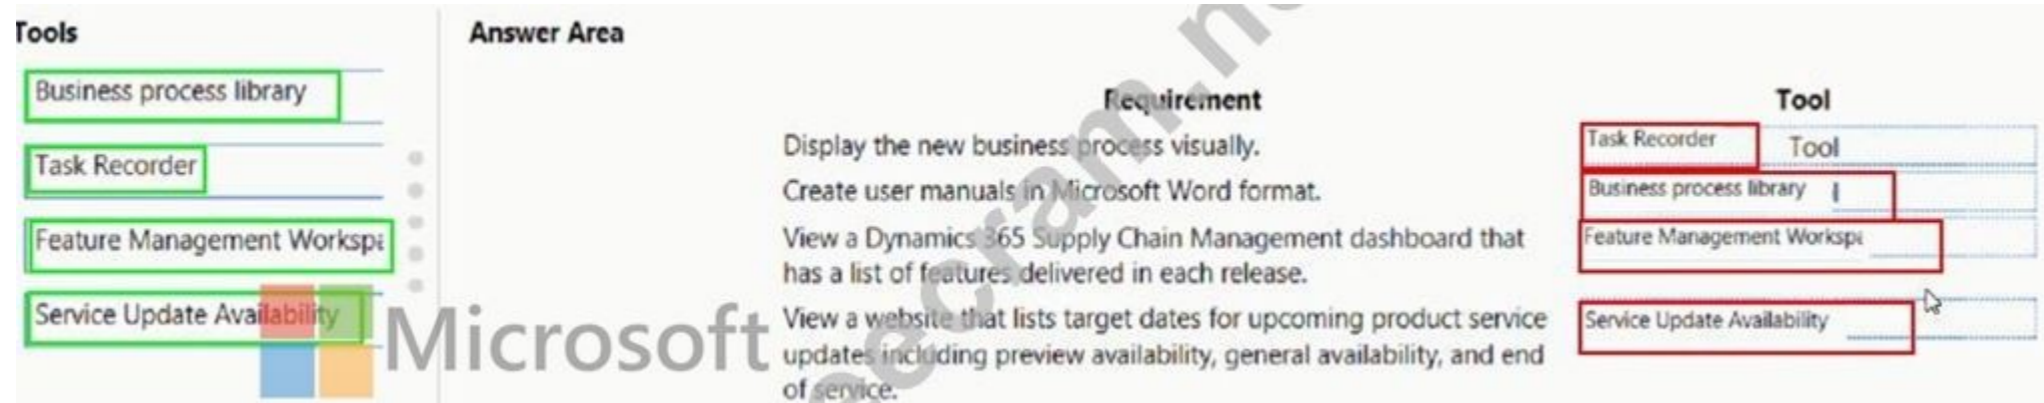 Tools
Business process library
Task Recorder
Feature Management Workspa
Service Update Availability
Microsoft
Answer Area
Requirement
Tool
Display the new business process visually.
Task Recorder
Tool
Create user manuals in Microsoft Word format.
Business process library
View a Dynamics 365 Supply Chain Management dashboard that
has a list of features delivered in each release.
Feature Management Workspa
View a website that lists target dates for upcoming product service
updates including preview availability, general availability, and end
of service.
Service Update Availability